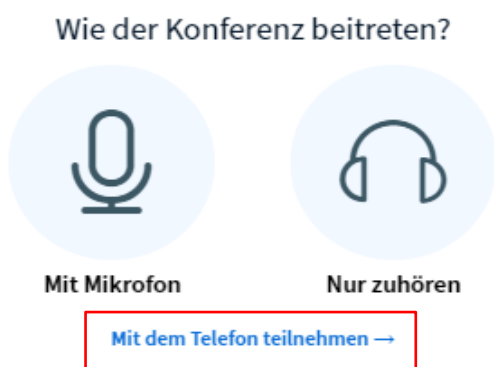 Wie der Konferenz beitreten?
Mit Mikrofon
Nur zuhören
Mit dem Telefon teilnehmen →